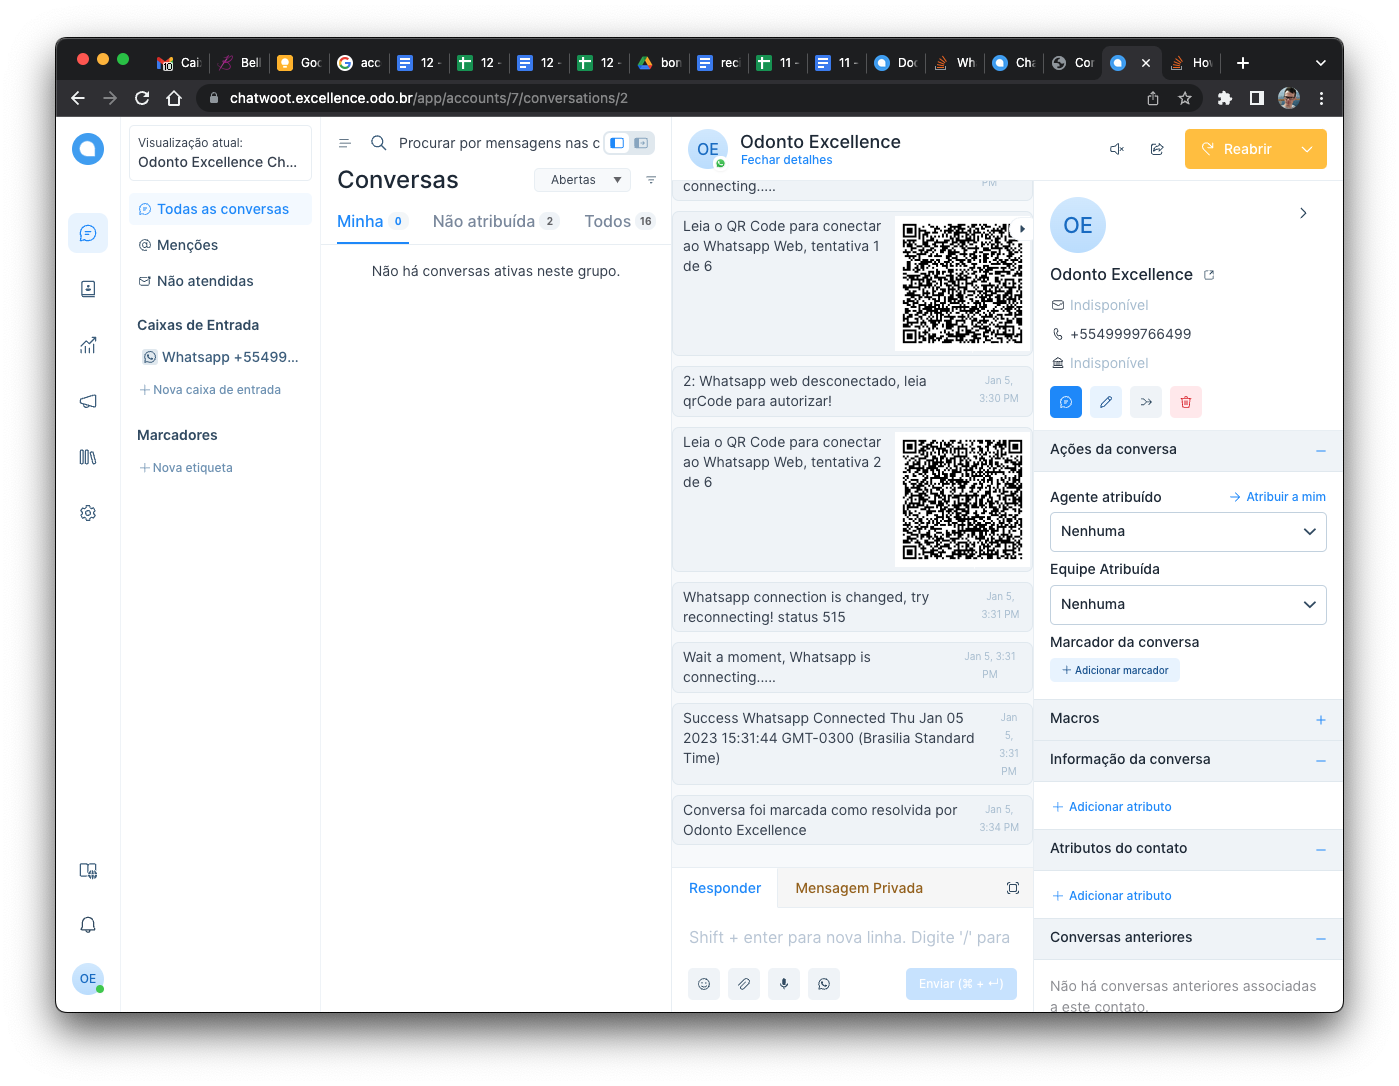 Cai
Bell
Goo
acc
12 -
12 -
12 -
12 -
bor
reci
11 -
11 -
Doc
Wh
Cha
Cor
Hov
chatwoot.excellence.odo.br/app/accounts/7/conversations/2
Visualização atual:
Odonto Excellence Ch...
Todas as conversas
Menções
Não atendidas
Caixas de Entrada
Whatsapp +55499...
Nova caixa de entrada
Marcadores
Nova etiqueta
OE
Procurar por mensagens nas c
Conversas
Abertas
Minha 0
Não atribuída 2
Todos 16
Não há conversas ativas neste grupo.
OE
Odonto Excellence
Fechar detalhes
Reabrir
connecting.....
PM
Leia o QR Code para conectar
ao Whatsapp Web, tentativa 1
de 6
2: Whatsapp web desconectado, leia
qrCode para autorizar!
Jan 5,
3:30 PM
Leia o QR Code para conectar
ao Whatsapp Web, tentativa 2
de 6
Whatsapp connection is changed, try
reconnecting! status 515
Jan 5,
3:31 PM
Wait a moment, Whatsapp is
connecting.....
Jan 5, 3:31
PM
Success Whatsapp Connected Thu Jan 05
2023 15:31:44 GMT-0300 (Brasilia Standard
Time)
Jan
5,
3:31
PM
Conversa foi marcada como resolvida por
Odonto Excellence
Jan 5,
3:34 PM
Responder
Mensagem Privada
Shift + enter para nova linha. Digite '/' para
Enviar (⌘ + ↵)
OE
Odonto Excellence
Indisponível
+5549999766499
Indisponível
Ações da conversa
Agente atribuído
Atribuir a mim
Nenhuma
Equipe Atribuída
Nenhuma
Marcador da conversa
Adicionar marcador
Macros
Informação da conversa
Adicionar atributo
Atributos do contato
Adicionar atributo
Conversas anteriores
Não há conversas anteriores associadas
a este contato.